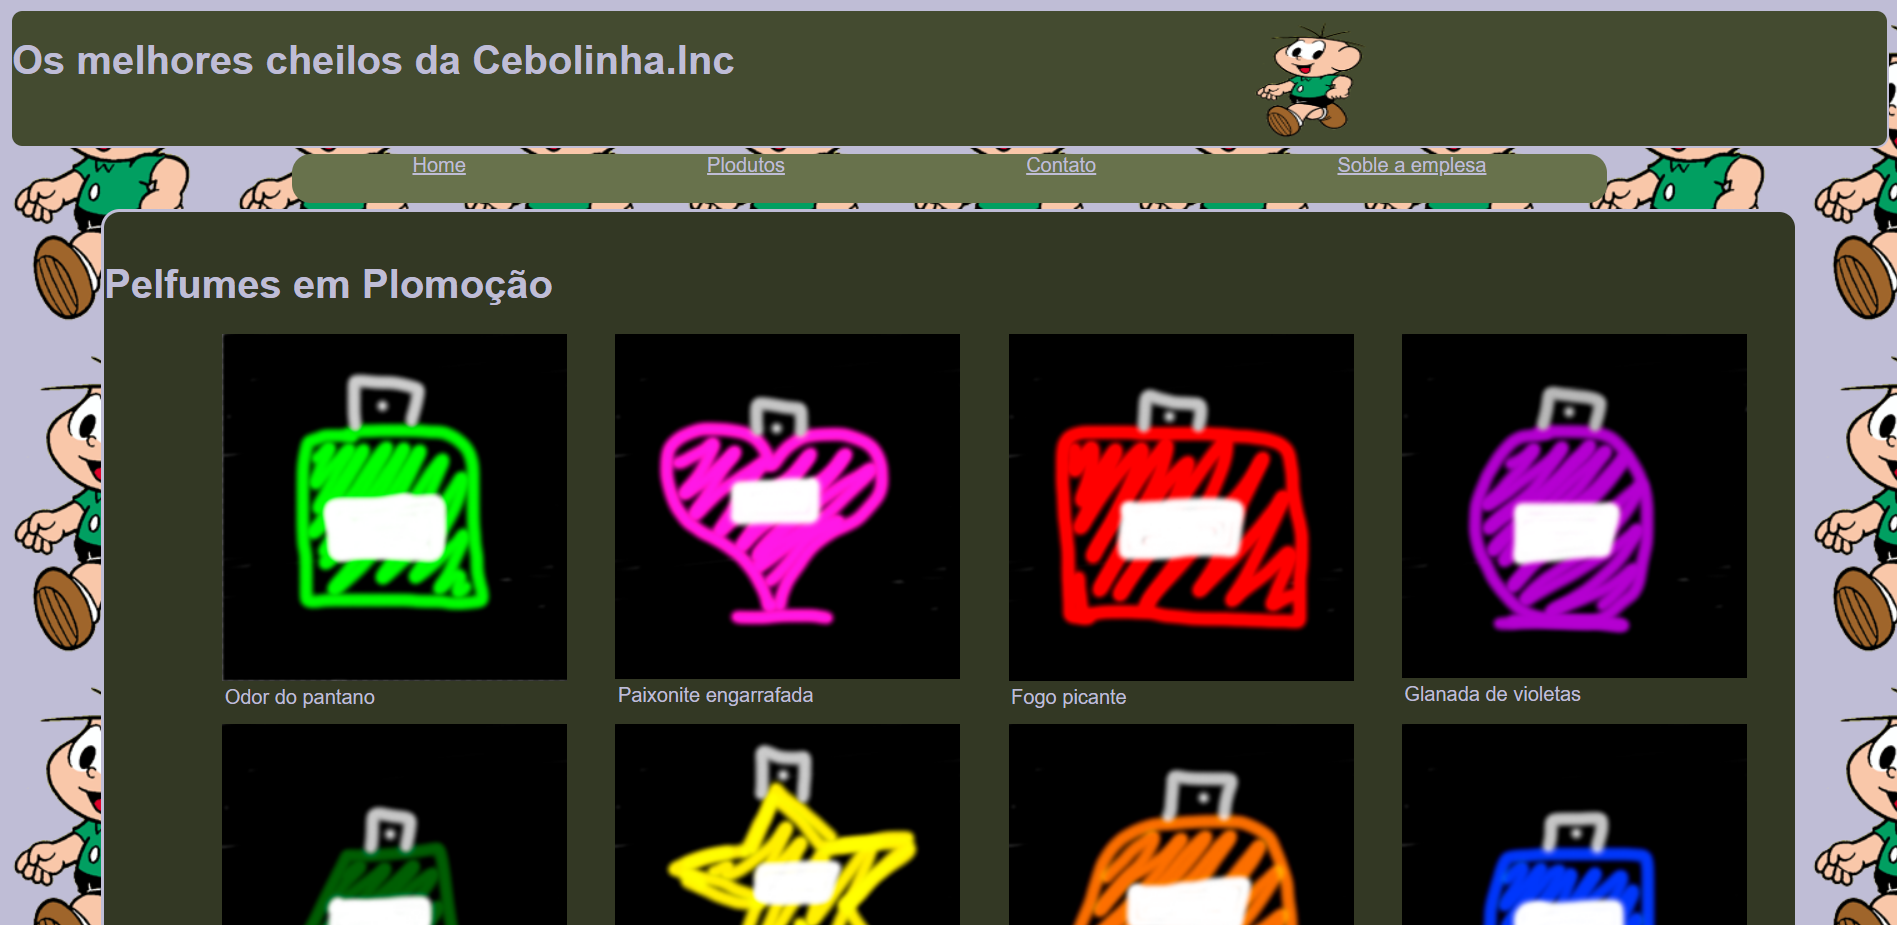 Os melhores cheilos da Cebolinha.Inc
Home Plodutos Contato Soble a emplesa
Pelfumes em Plomoção
Odor do pantano
Paixonite engarrafada
Fogo picante
Glanada de violetas